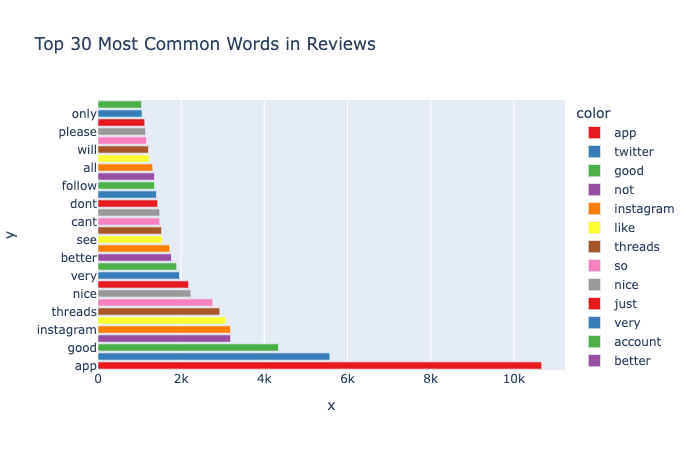 Top 30 Most Common Words in Reviews
only
please
will
all
follow
dont
cant
see
better
very
nice
threads
instagram
good
app
y
0 2k 4k 6k 8k 10k
x
color
app
twitter
good
not
instagram
like
threads
so
nice
just
very
account
better